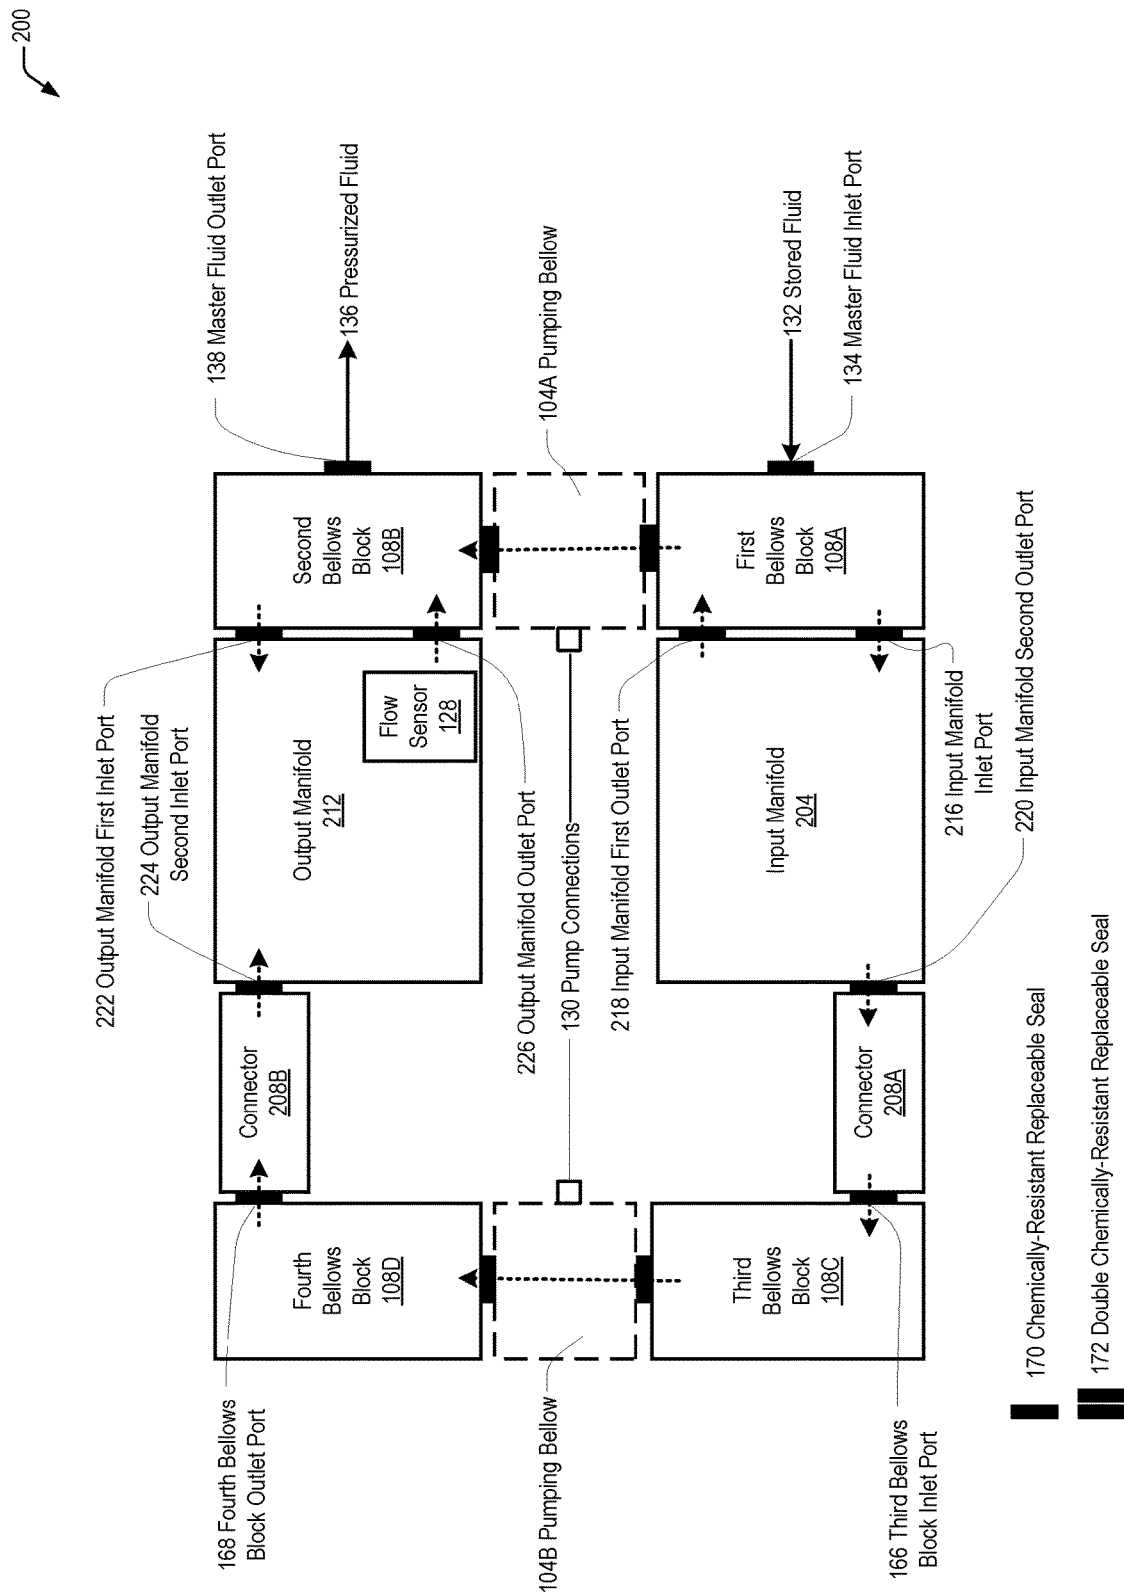 200
138 Master Fluid Outlet Port
136 Pressurized Fluid
104A Pumping Bellow
132 Stored Fluid
134 Master Fluid Inlet Port
Second
Bellows
Block
108B
First
Bellows
Block
108A
222 Output Manifold First Inlet Port
224 Output Manifold
Second Inlet Port
Output Manifold
212
Flow
Sensor
128
226 Output Manifold Outlet Port
130 Pump Connections
218 Input Manifold First Outlet Port
Input Manifold
204
216 Input Manifold
Inlet Port
220 Input Manifold Second Outlet Port
Connector
208B
Connector
208A
Fourth
Bellows
Block
108D
Third
Bellows
Block
108C
168 Fourth Bellows
Block Outlet Port
104B Pumping Bellow
166 Third Bellows
Block Inlet Port
170 Chemically-Resistant Replaceable Seal
172 Double Chemically-Resistant Replaceable Seal